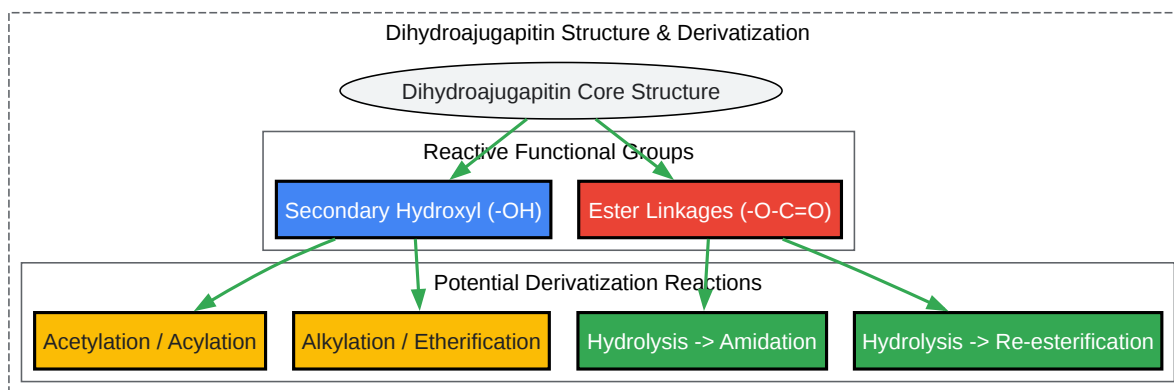 Dihydroajugapitin Structure & Derivatization
Dihydroajugapitin Core Structure
Reactive Functional Groups
Secondary Hydroxyl (-OH)
Ester Linkages (-O-C=O)
Potential Derivatization Reactions
Acetylation / Acylation
Alkylation / Etherification
Hydrolysis -> Amidation
Hydrolysis -> Re-esterification